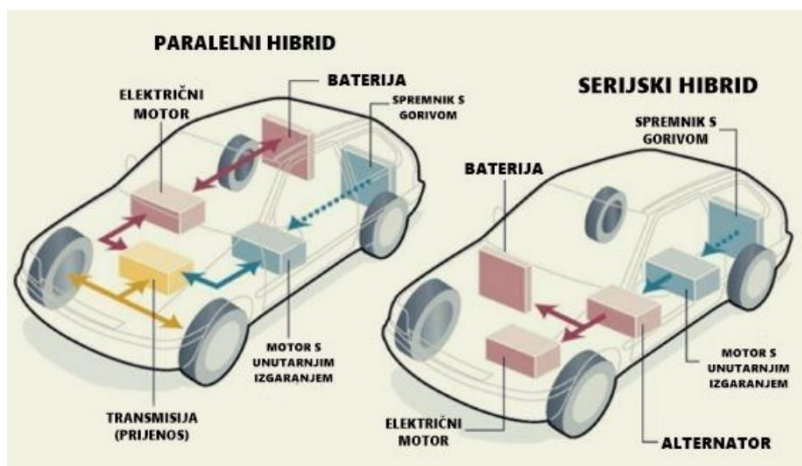 PARALELNI HIBRID
ELEKTRIČNI
MOTOR
BATERIJA
SPREMNIK S
GORIVOM
MOTOR S
UNUTARNJIM
IZGARANJEM
TRANSMISIJA
(PRIJENOS)
SERIJSKI HIBRID
SPREMNIK S
GORIVOM
BATERIJA
MOTOR S
UNUTARNJIM
IZGARANJEM
ELEKTRIČNI
MOTOR
ALTERNATOR